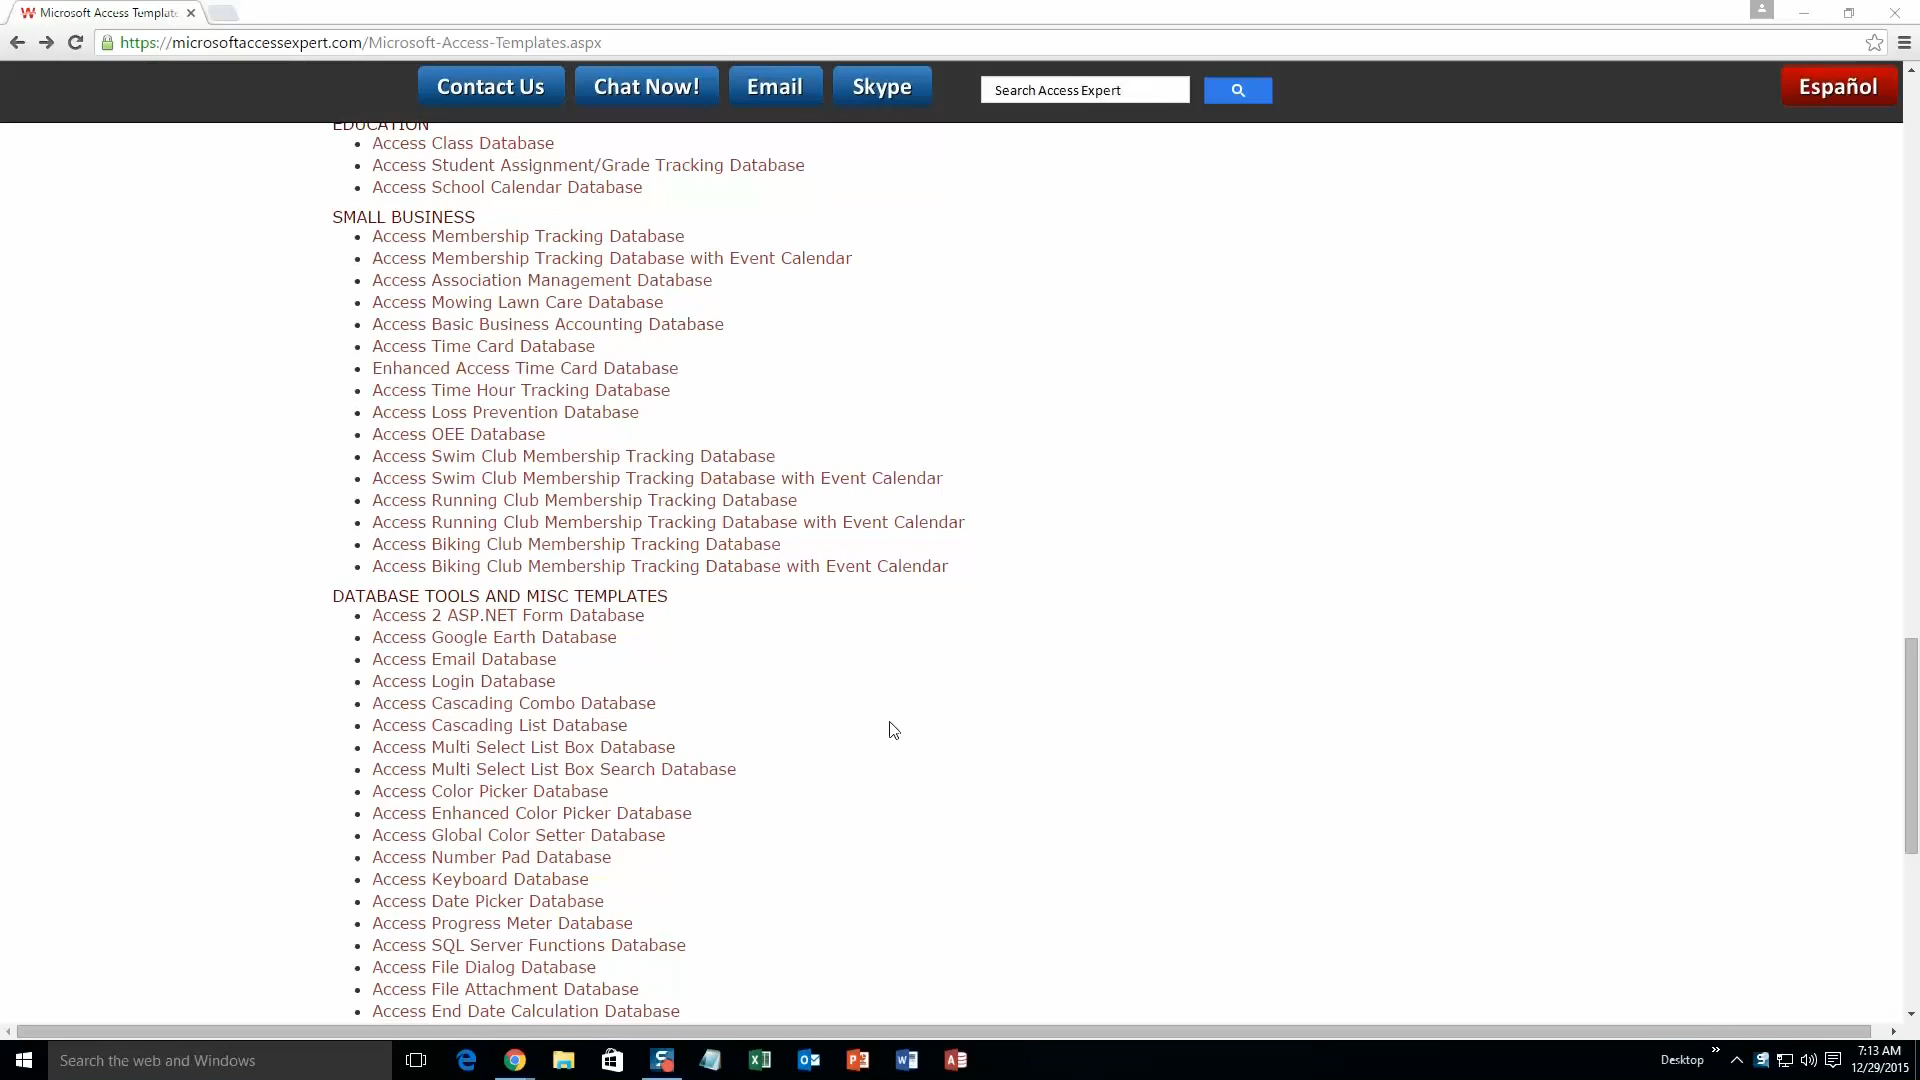 Microsoft Access Templat
https://microsoftaccessexpert.com/Microsoft-Access-Templates.aspx
Contact Us
Chat Now!
Email
Skype
Search Access Expert
Español
EDUCATION
Access Class Database
Access Student Assignment/Grade Tracking Database
Access School Calendar Database
SMALL BUSINESS
Access Membership Tracking Database
Access Membership Tracking Database with Event Calendar
Access Association Management Database
Access Mowing Lawn Care Database
Access Basic Business Accounting Database
Access Time Card Database
Enhanced Access Time Card Database
Access Time Hour Tracking Database
Access Loss Prevention Database
Access OEE Database
Access Swim Club Membership Tracking Database
Access Swim Club Membership Tracking Database with Event Calendar
Access Running Club Membership Tracking Database
Access Running Club Membership Tracking Database with Event Calendar
Access Biking Club Membership Tracking Database
Access Biking Club Membership Tracking Database with Event Calendar
DATABASE TOOLS AND MISC TEMPLATES
Access 2 ASP.NET Form Database
Access Google Earth Database
Access Email Database
Access Login Database
Access Cascading Combo Database
Access Cascading List Database
Access Multi Select List Box Database
Access Multi Select List Box Search Database
Access Color Picker Database
Access Enhanced Color Picker Database
Access Global Color Setter Database
Access Number Pad Database
Access Keyboard Database
Access Date Picker Database
Access Progress Meter Database
Access SQL Server Functions Database
Access File Dialog Database
Access File Attachment Database
Access End Date Calculation Database
Search the web and Windows
Desktop
7:13 AM
12/29/2015